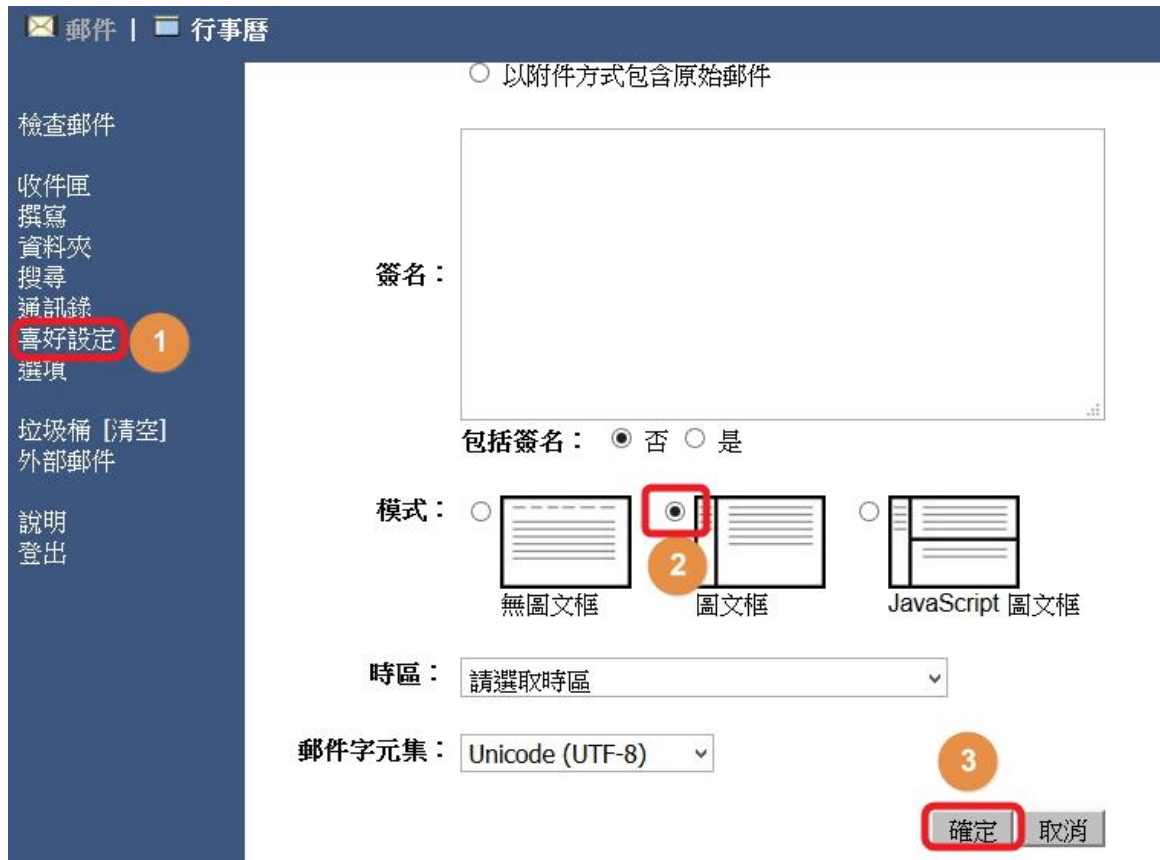 郵件 | 行事曆
以附件方式包含原始郵件
檢查郵件
收件匣
撰寫
資料夾
搜尋
通訊錄
喜好設定 1
選項
垃圾桶 [清空]
外部郵件
說明
登出
簽名：
包括簽名： 否 是
模式：
2
無圖文框 圖文框 JavaScript 圖文框
時區： 請選取時區
郵件字元集： Unicode (UTF-8)
3
確定 取消